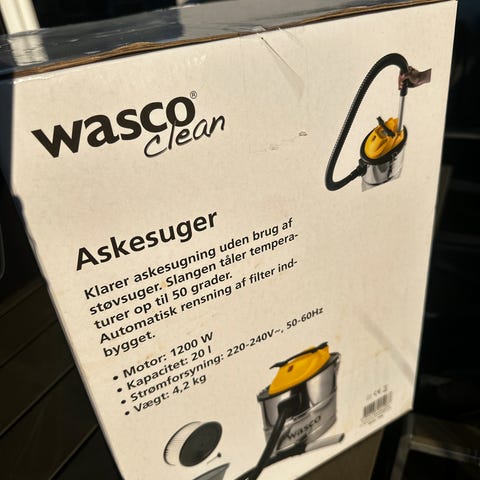 wasco®
clean
Askesuger
Klarer askesugning uden brug af
støvsuger. Slangen tåler tempera-
turer op til 50 grader.
Automatisk rensning af filter ind-
bygget.
• Motor: 1200 W
• Kapacitet: 20 l
• Strømforsyning: 220-240V~, 50-60Hz
• Vægt: 4,2 kg
wasco